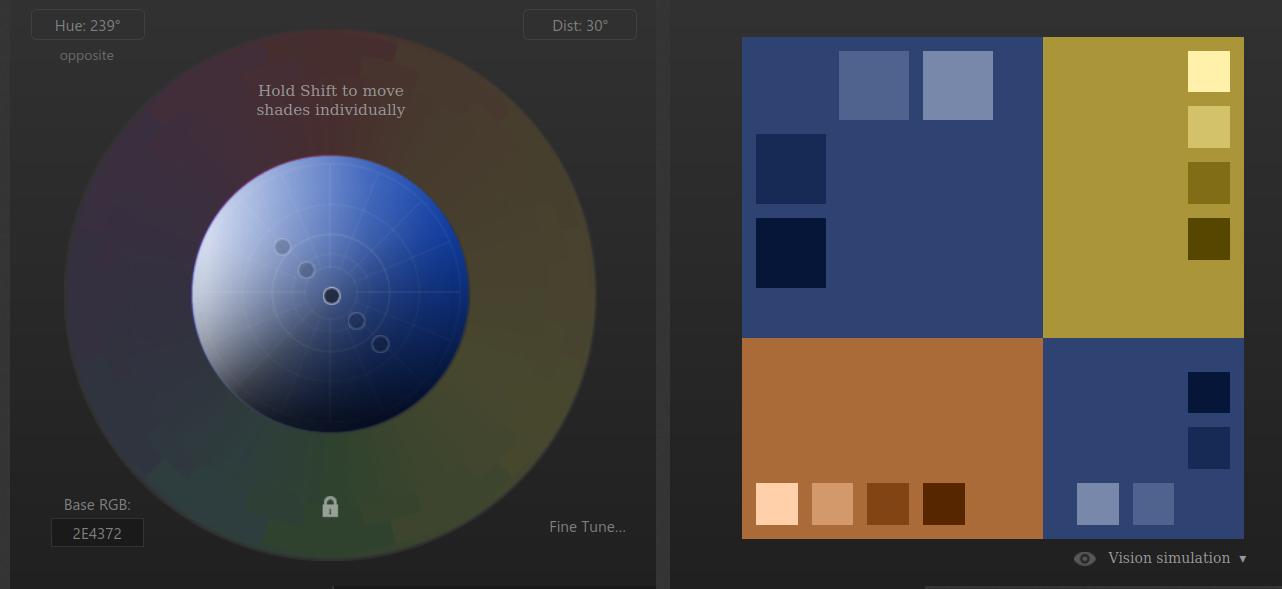 Hue: 239°
Dist: 30°
opposite
Hold Shift to move
shades individually
Base RGB:
2E4372
Fine Tune...
Vision simulation ▼